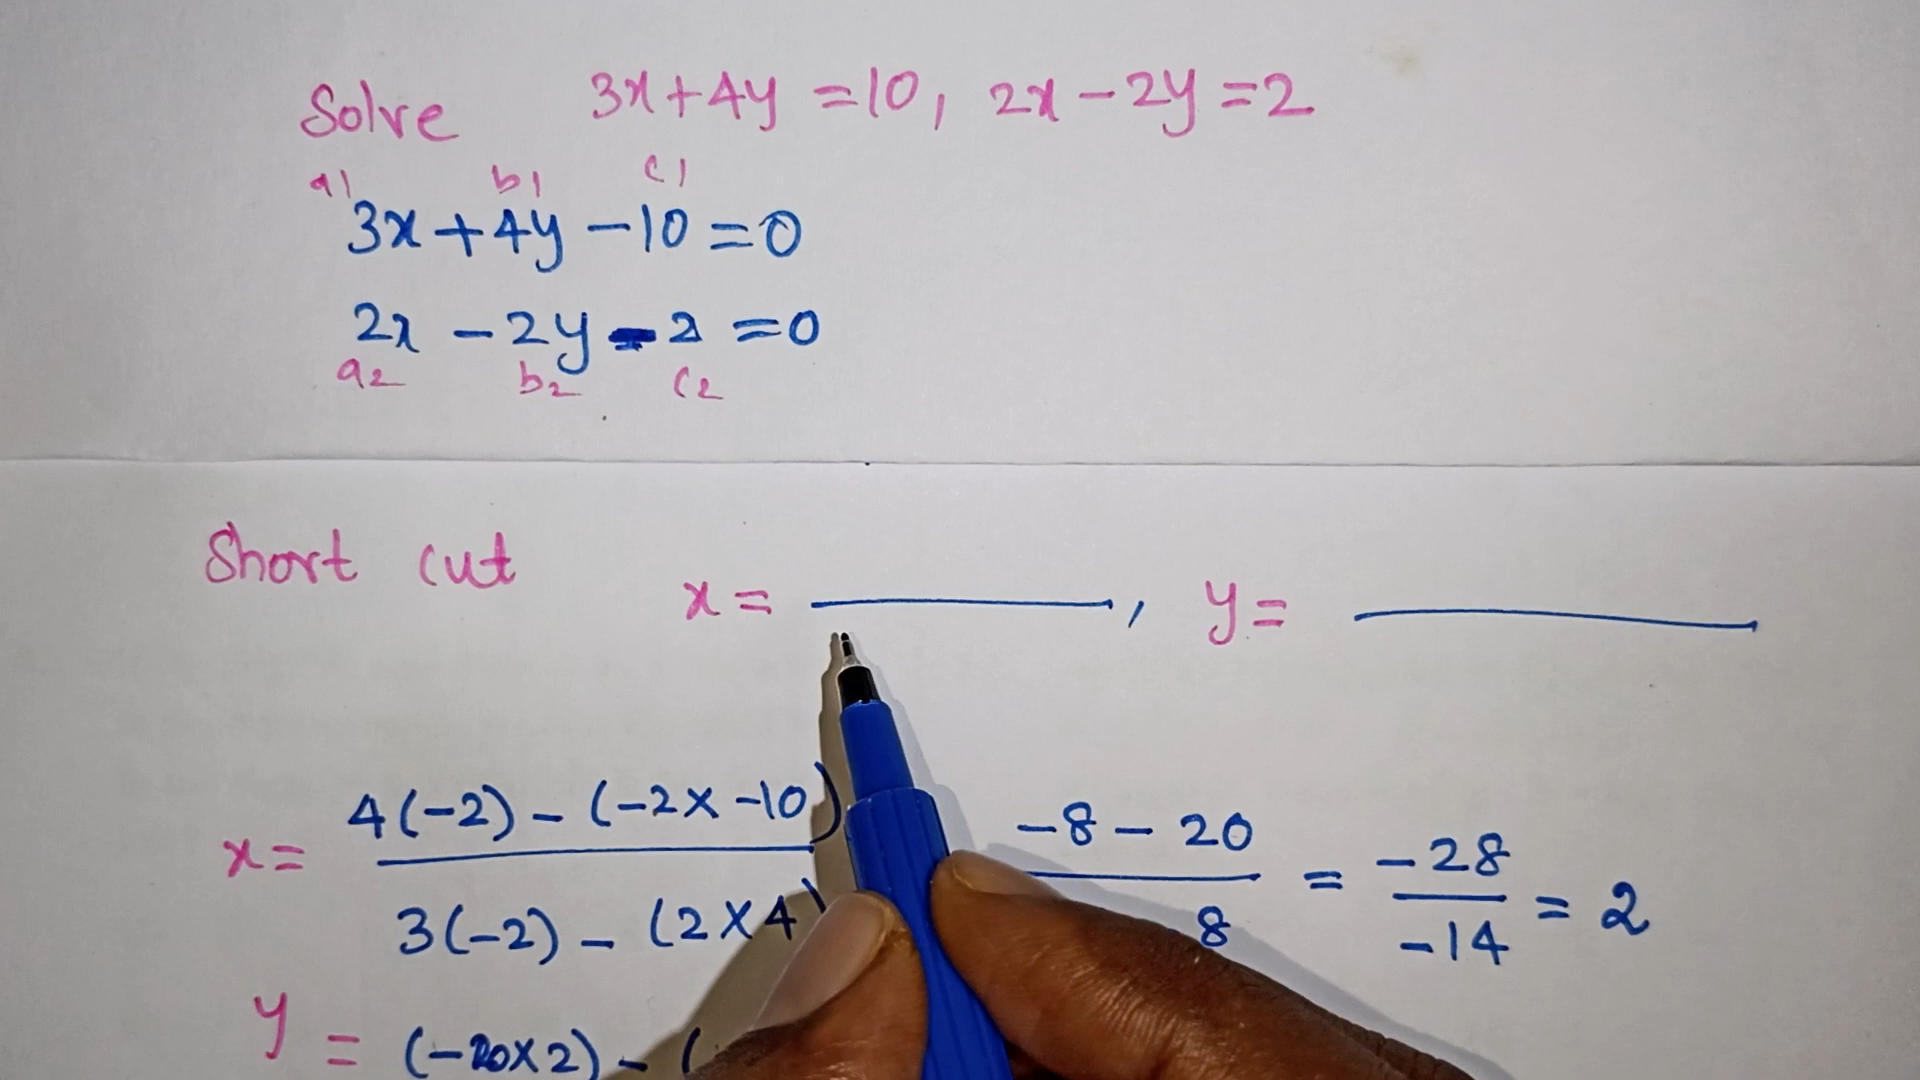 Solve 3x+4y=10, 2x-2y=2
a1 b1 c1
3x+4y-10=0
2x-2y-2=0
a2 b2 c2
Short cut
x= ————, y= ————
x= 4(-2)-(-2x-10) / 3(-2)-(2x4) -8-20 / 8 = -28/-14 = 2
y = (-10x2)-(